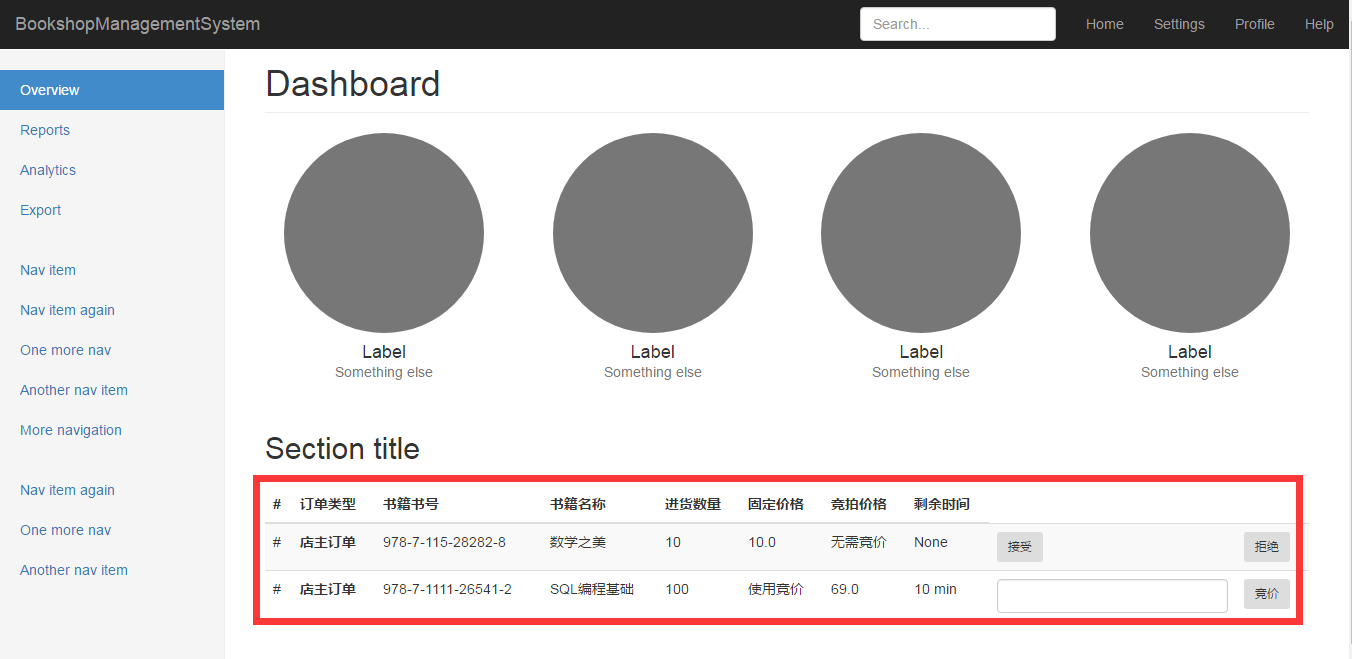 BookshopManagementSystem Search... Home Settings Profile Help
Overview
Reports
Analytics
Export
Nav item
Nav item again
One more nav
Another nav item
More navigation
Nav item again
One more nav
Another nav item
Dashboard
Label Label Label Label
Something else Something else Something else Something else
Section title
# 订单类型 书籍书号 书籍名称 进货数量 固定价格 竞拍价格 剩余时间
# 店主订单 978-7-115-28282-8 数学之美 10 10.0 无需竞价 None 接受 拒绝
# 店主订单 978-7-1111-26541-2 SQL编程基础 100 使用竞价 69.0 10 min 竞价